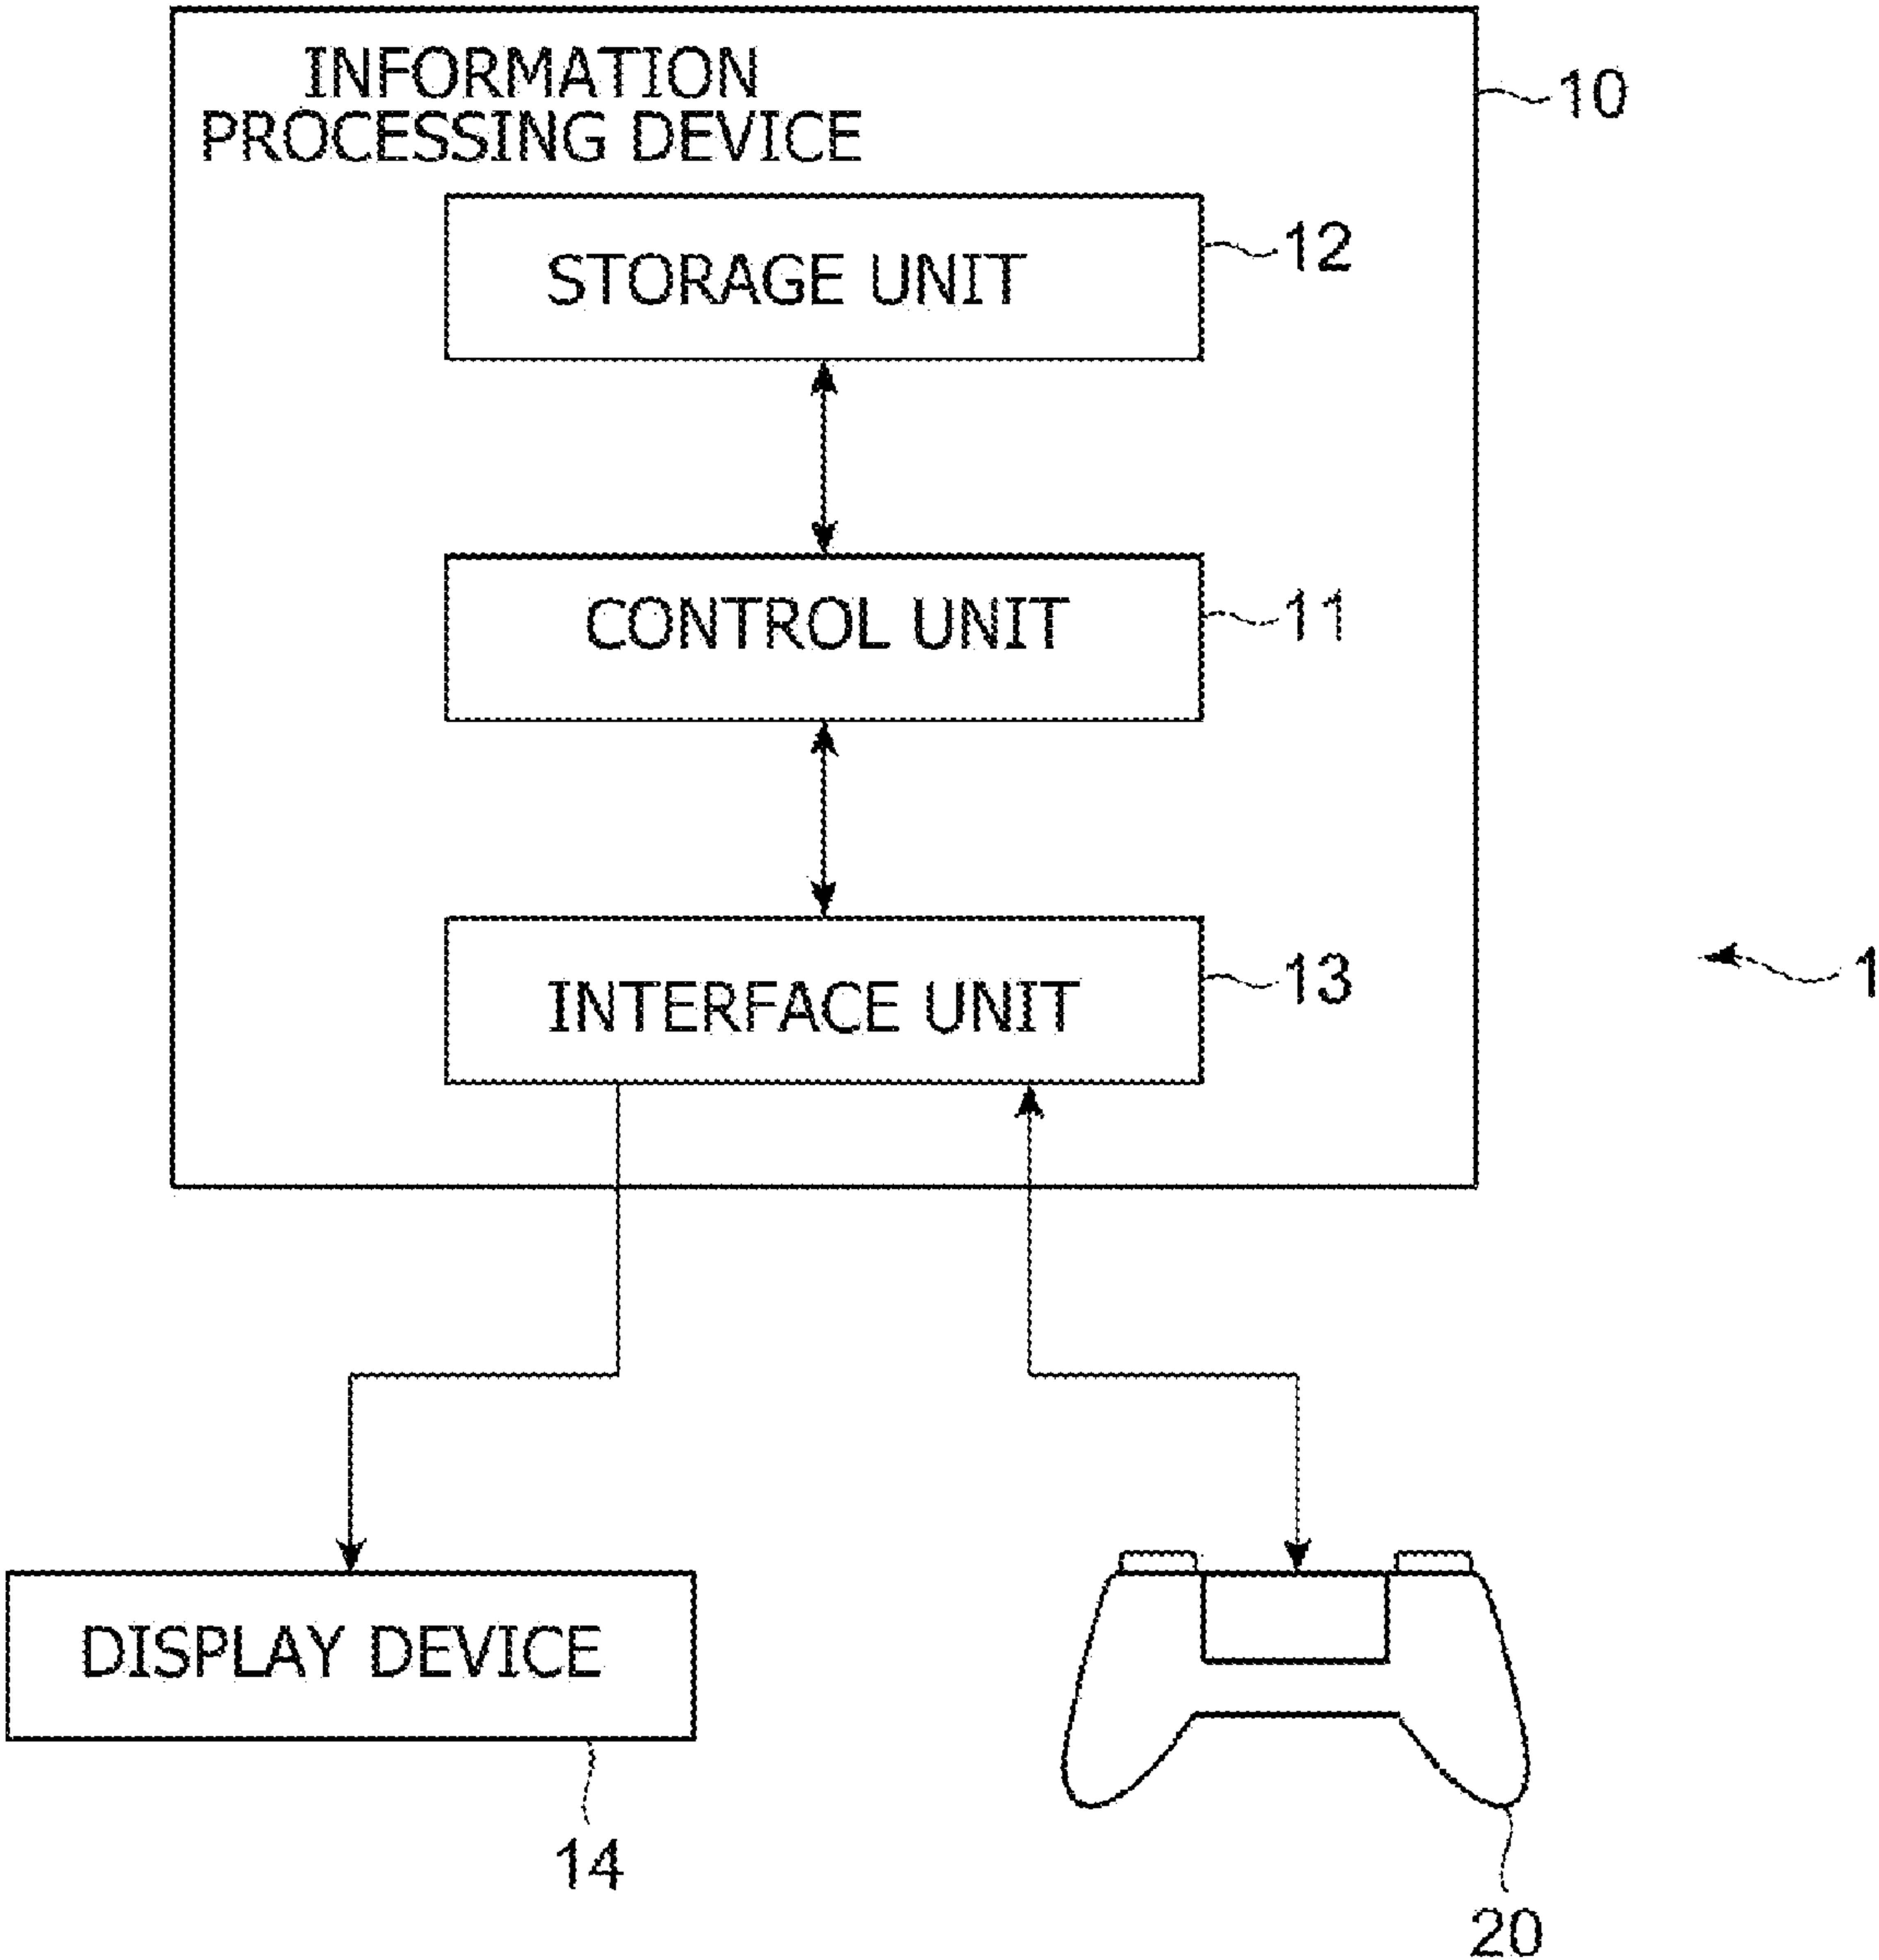 INFORMATION
PROCESSING DEVICE
10
STORAGE UNIT
12
CONTROL UNIT
11
INTERFACE UNIT
13
1
DISPLAY DEVICE
14
20